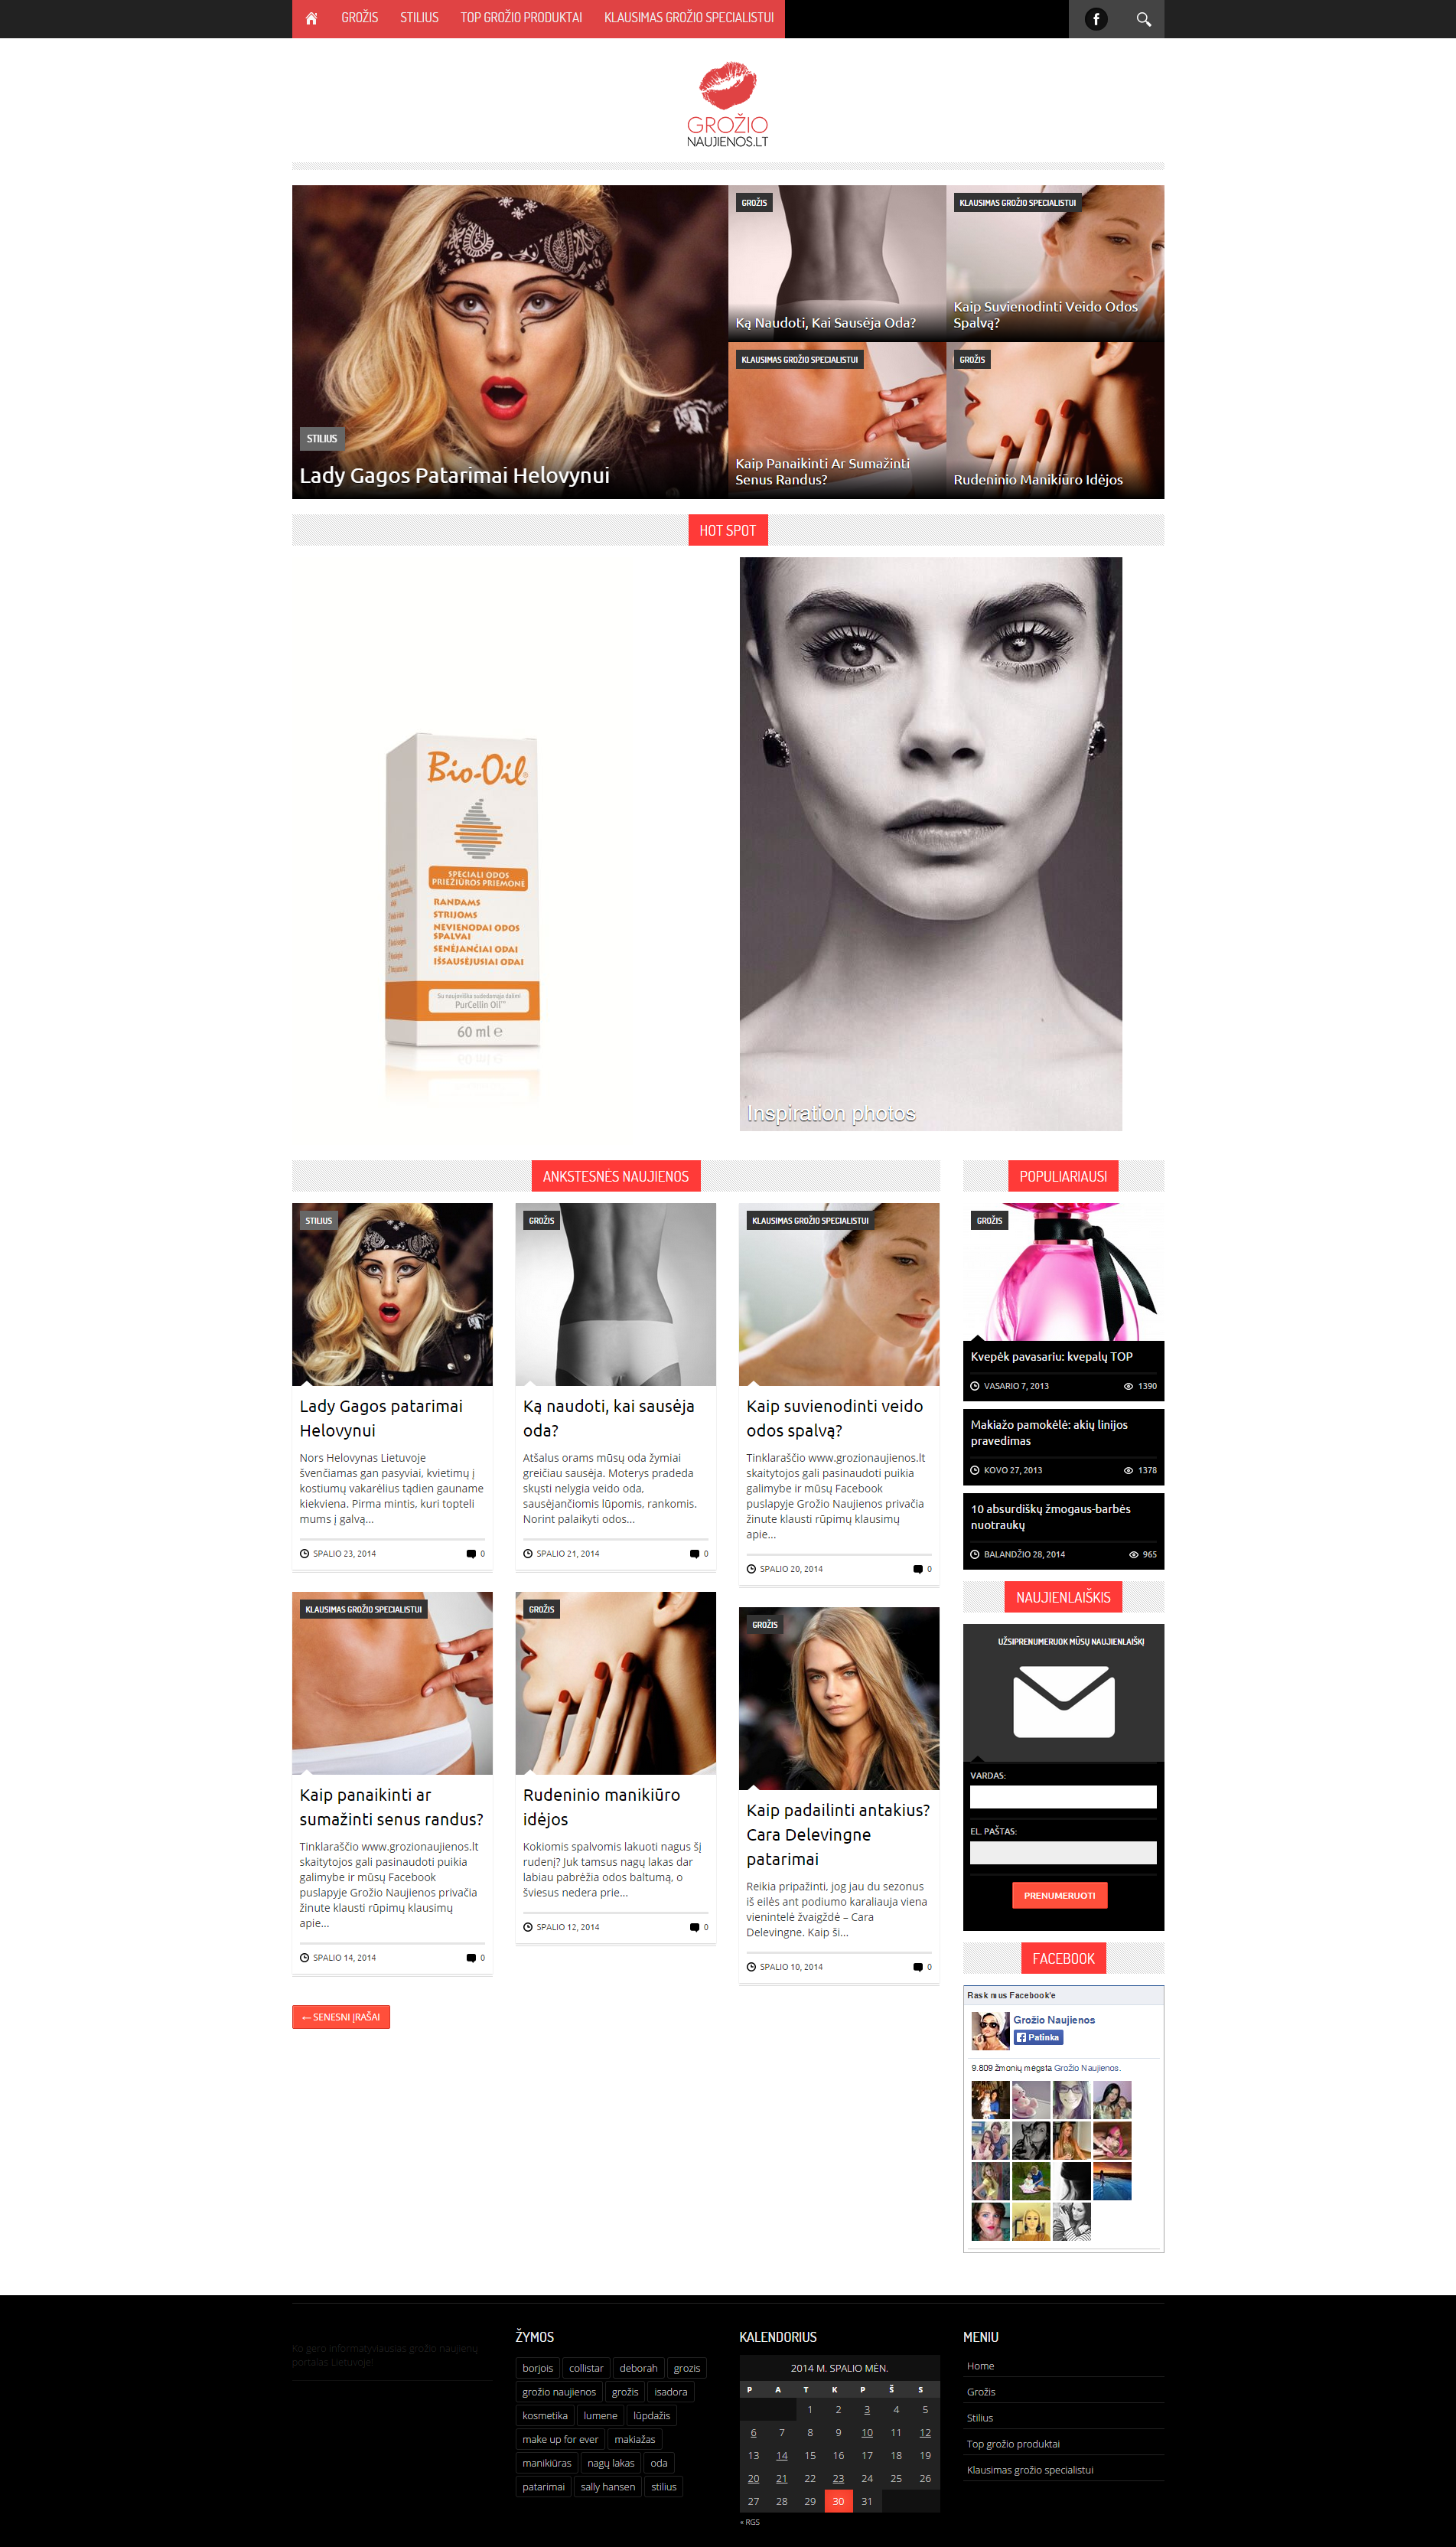 GROŽIS STILIUS TOP GROŽIO PRODUKTAI KLAUSIMAS GROŽIO SPECIALISTUI
GROŽIO
NAUJIENOS.LT
STILIUS
Lady Gagos Patarimai Helovynui
GROŽIS
Ką Naudoti, Kai Sausėja Oda?
KLAUSIMAS GROŽIO SPECIALISTUI
Kaip Suvienodinti Veido Odos
Spalvą?
KLAUSIMAS GROŽIO SPECIALISTUI
Kaip Panaikinti Ar Sumažinti
Senus Randus?
GROŽIS
Rudeninio Manikiūro Idėjos
HOT SPOT
Bio-Oil®
SPECIALI ODOS
PRIEŽIŪROS PRIEMONĖ
RANDAMS
STRIJOMS
NEVIENODAI ODOS
SPALVAI
SENĖJANČIAI ODAI
IŠSAUSĖJUSIAI ODAI
PurCellin Oil™
60 ml e
Inspiration photos
ANKSTESNĖS NAUJIENOS
STILIUS
Lady Gagos patarimai
Helovynui
Nors Helovynas Lietuvoje
švenčiamas gan pasyviai, kvietimų į
kostiumų vakarėlius tądien gauname
kiekviena. Pirma mintis, kuri topteli
mums į galvą...
SPALIO 23, 2014 0
GROŽIS
Ką naudoti, kai sausėja
oda?
Atšalus orams mūsų oda žymiai
greičiau sausėja. Moterys pradeda
skųsti nelygia veido oda,
sausėjančiomis lūpomis, rankomis.
Norint palaikyti odos...
SPALIO 21, 2014 0
KLAUSIMAS GROŽIO SPECIALISTUI
Kaip suvienodinti veido
odos spalvą?
Tinklaraščio www.grozionaujienos.lt
skaitytojos gali pasinaudoti puikia
galimybe ir mūsų Facebook
puslapyje Grožio Naujienos privačia
žinute klausti rūpimų klausimų
apie...
SPALIO 20, 2014 0
KLAUSIMAS GROŽIO SPECIALISTUI
Kaip panaikinti ar
sumažinti senus randus?
Tinklaraščio www.grozionaujienos.lt
skaitytojos gali pasinaudoti puikia
galimybe ir mūsų Facebook
puslapyje Grožio Naujienos privačia
žinute klausti rūpimų klausimų
apie...
SPALIO 14, 2014 0
GROŽIS
Rudeninio manikiūro
idėjos
Kokiomis spalvomis lakuoti nagus šį
rudenį? Juk tamsus nagų lakas dar
labiau pabrėžia odos baltumą, o
šviesus nedera prie...
SPALIO 12, 2014 0
GROŽIS
Kaip padailinti antakius?
Cara Delevingne
patarimai
Reikia pripažinti, jog jau du sezonus
iš eilės ant podiumo karaliauja viena
vienintelė žvaigždė – Cara
Delevingne. Kaip ši...
SPALIO 10, 2014 0
← SENESNI ĮRAŠAI
POPULIARIAUSI
GROŽIS
Kvepėk pavasariu: kvepalų TOP
VASARIO 7, 2013 1390
Makiažo pamokėlė: akių linijos
pravedimas
KOVO 27, 2013 1378
10 absurdiškų žmogaus-barbės
nuotraukų
BALANDŽIO 28, 2014 965
NAUJIENLAIŠKIS
UŽSIPRENUMERUOK MŪSŲ NAUJIENLAIŠKĮ
VARDAS:
EL. PAŠTAS:
PRENUMERUOTI
FACEBOOK
Rask mus Facebook'e
Grožio Naujienos
Patinka
9.809 žmonių mėgsta Grožio Naujienos.
Ko gero informatyviausias grožio naujienų
portalas Lietuvoje!
ŽYMOS
borjois collistar deborah grozis
grožio naujienos grožis isadora
kosmetika lumene lūpdažis
make up for ever makiažas
manikiūras nagų lakas oda
patarimai sally hansen stilius
KALENDORIUS
2014 M. SPALIO MĖN.
P A T K P Š S
1 2 3 4 5
6 7 8 9 10 11 12
13 14 15 16 17 18 19
20 21 22 23 24 25 26
27 28 29 30 31
« RGS
MENIU
Home
Grožis
Stilius
Top grožio produktai
Klausimas grožio specialistui